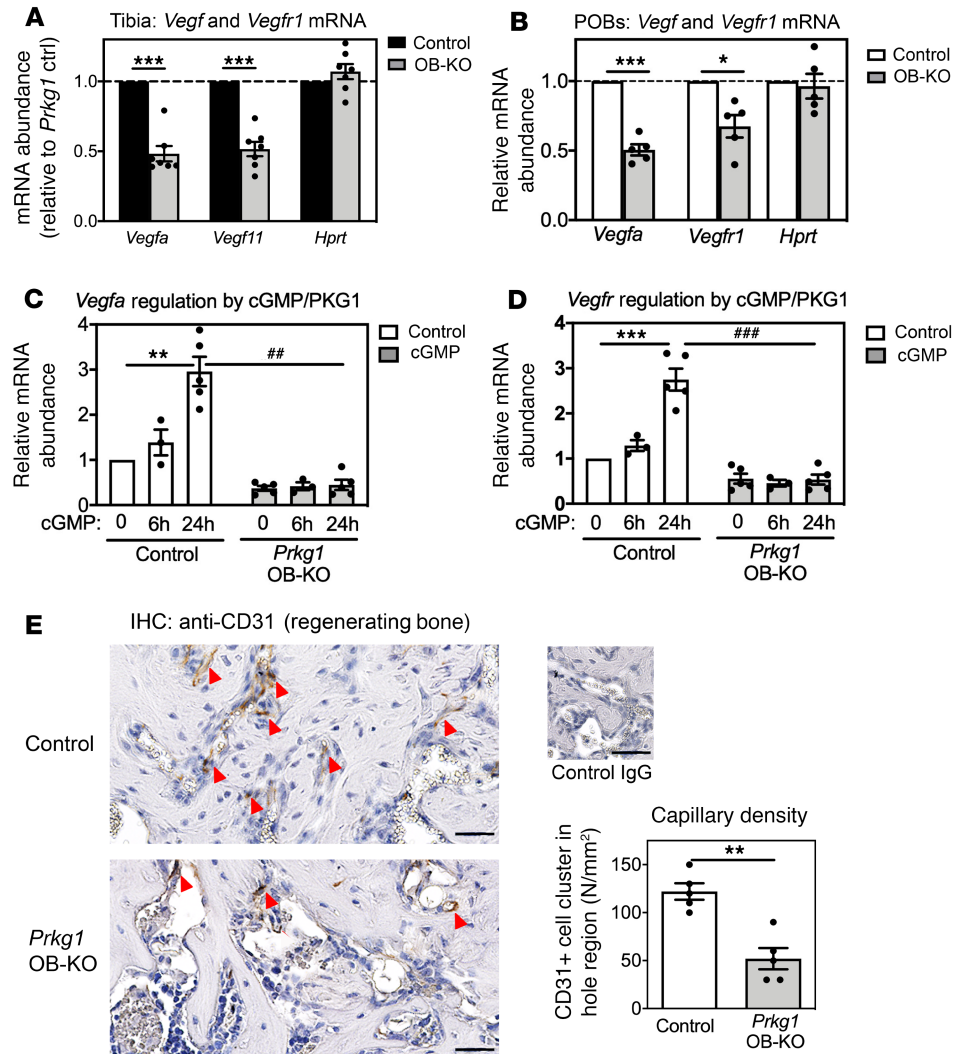 A
Tibia: Vegf and Vegfr1 mRNA
mRNA abundance
(relative to Prkg1 ctrl)
1.0
0.5
0.0
***
***
Control
OB-KO
Vegfa
Vegf11
Hprt
B
POBs: Vegf and Vegfr1 mRNA
Relative mRNA
abundance
1.0
0.5
0.0
***
*
Control
OB-KO
Vegfa
Vegfr1
Hprt
C
Vegfa regulation by cGMP/PKG1
Relative mRNA
abundance
4
3
2
1
0
**
##
Control
cGMP
cGMP: 0 6h 24h 0 6h 24h
Control
Prkg1
OB-KO
D
Vegfr regulation by cGMP/PKG1
Relative mRNA
abundance
4
3
2
1
0
***
###
Control
cGMP
cGMP: 0 6h 24h 0 6h 24h
Control
Prkg1
OB-KO
E
IHC: anti-CD31 (regenerating bone)
Control
Prkg1
OB-KO
Control IgG
Capillary density
CD31+ cell cluster in
hole region (N/mm²)
150
100
50
0
**
Control
Prkg1
OB-KO